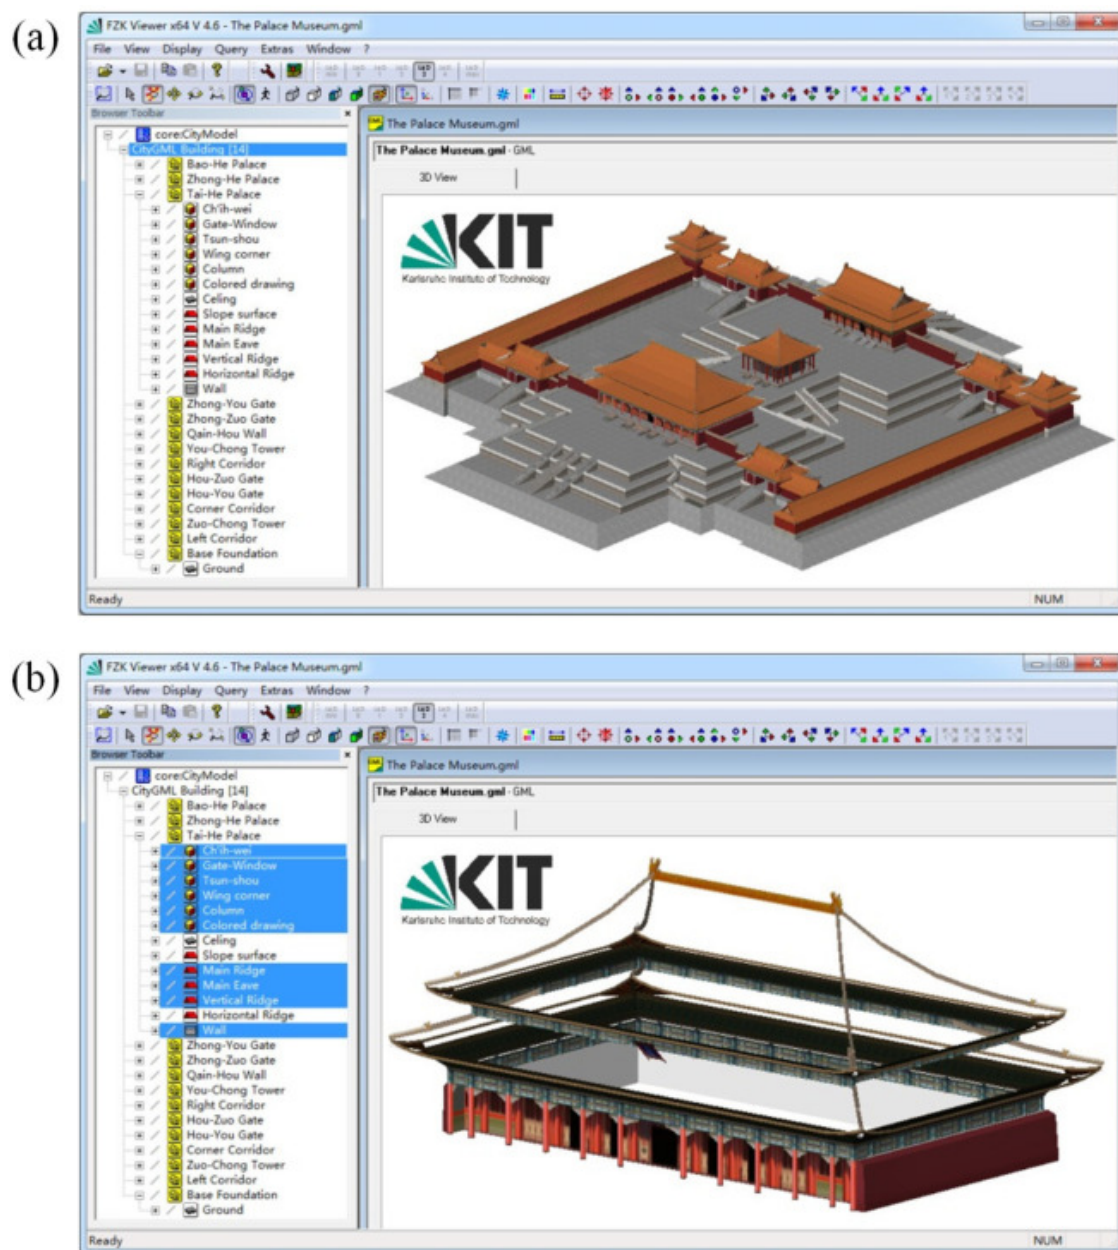 (a)
FZK Viewer x64 V 4.6 - The Palace Museum.gml
File View Display Query Extras Window ?
Browser Toolbar
core:CityModel
CityGML Building [14]
Bao-He Palace
Zhong-He Palace
Tai-He Palace
Ch'ih-wei
Gate-Window
Tsun-shou
Wing corner
Column
Colored drawing
Celing
Slope surface
Main Ridge
Main Eave
Vertical Ridge
Horizontal Ridge
Wall
Zhong-You Gate
Zhong-Zuo Gate
Qain-Hou Wall
You-Chong Tower
Right Corridor
Hou-Zuo Gate
Hou-You Gate
Corner Corridor
Zuo-Chong Tower
Left Corridor
Base Foundation
Ground
The Palace Museum.gml
The Palace Museum.gml - GML
3D View
KIT
Karlsruhe Institute of Technology
Ready NUM
(b)
FZK Viewer x64 V 4.6 - The Palace Museum.gml
File View Display Query Extras Window ?
Browser Toolbar
core:CityModel
CityGML Building [14]
Bao-He Palace
Zhong-He Palace
Tai-He Palace
Ch'ih-wei
Gate-Window
Tsun-shou
Wing corner
Column
Colored drawing
Celing
Slope surface
Main Ridge
Main Eave
Vertical Ridge
Horizontal Ridge
Wall
Zhong-You Gate
Zhong-Zuo Gate
Qain-Hou Wall
You-Chong Tower
Right Corridor
Hou-Zuo Gate
Hou-You Gate
Corner Corridor
Zuo-Chong Tower
Left Corridor
Base Foundation
Ground
The Palace Museum.gml
The Palace Museum.gml - GML
3D View
KIT
Karlsruhe Institute of Technology
Ready NUM